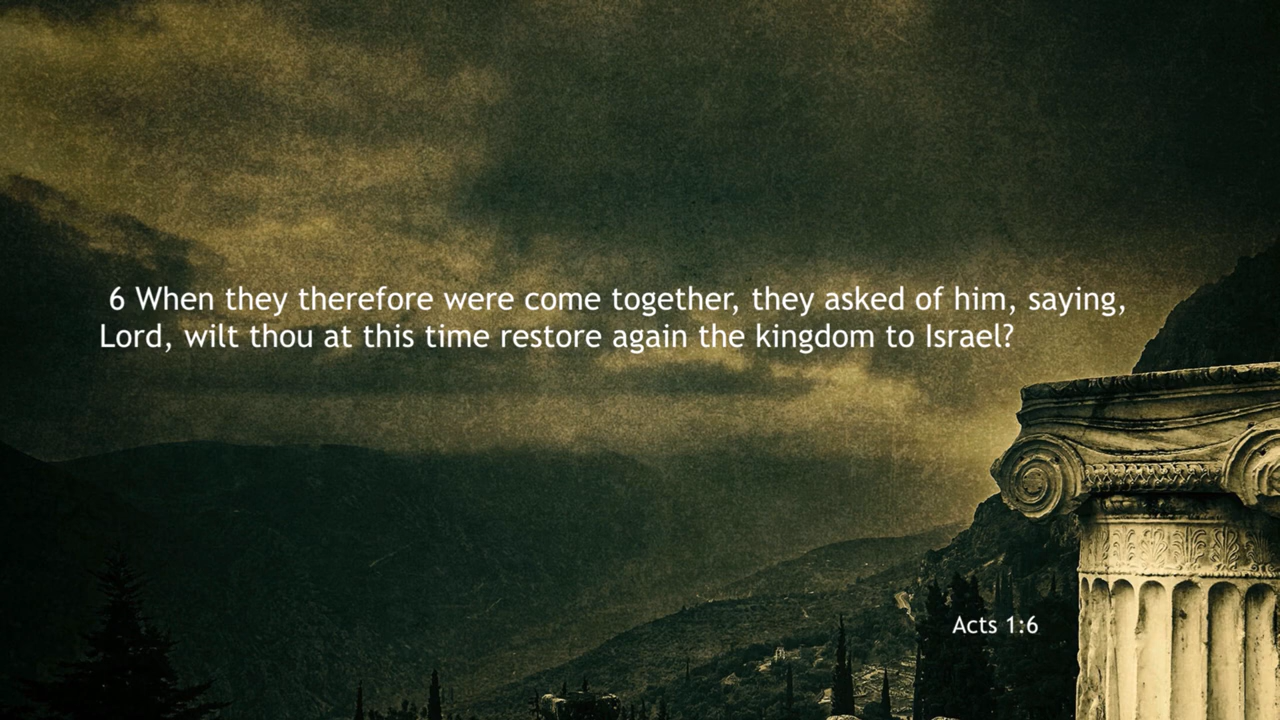 6 When they therefore were come together, they asked of him, saying,
Lord, wilt thou at this time restore again the kingdom to Israel?
Acts 1:6